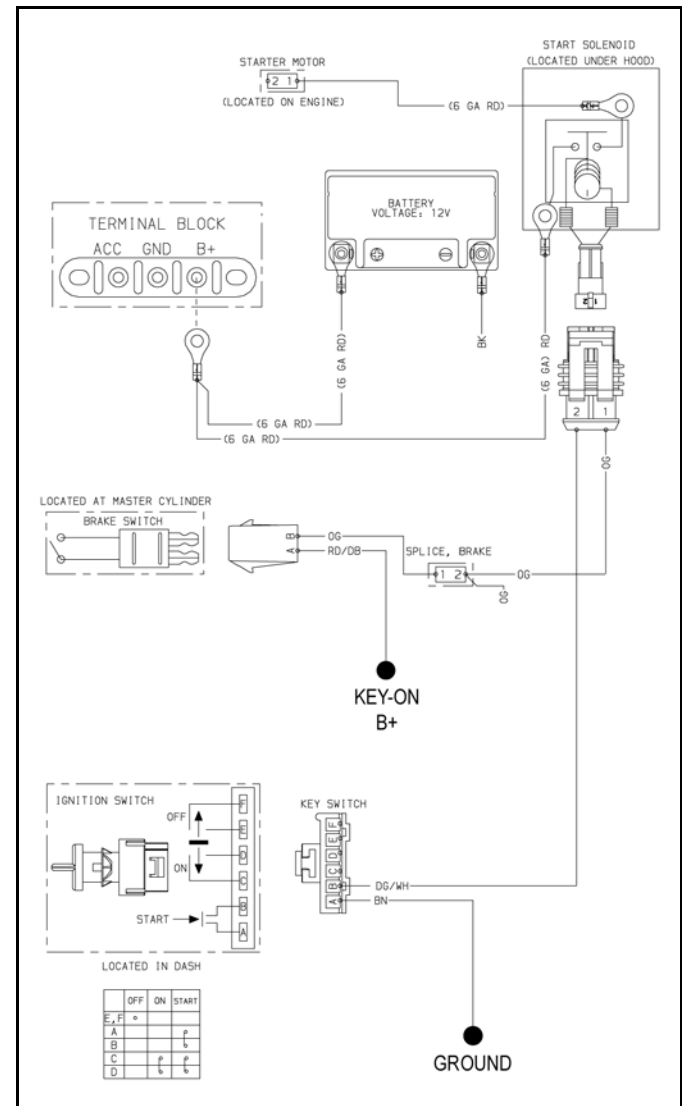 START SOLENOID
(LOCATED UNDER HOOD)
STARTER MOTOR
2 1
(LOCATED ON ENGINE)
(6 GA RD)
BATTERY
VOLTAGE: 12V
TERMINAL BLOCK
ACC GND B+
(6 GA RD)
BK
(6 GA) RD
1 2
2 1
(6 GA RD)
(6 GA RD)
OG
LOCATED AT MASTER CYLINDER
BRAKE SWITCH
B OG
A RD/DB
SPLICE, BRAKE
1 2
OG
OG
KEY-ON
B+
IGNITION SWITCH
OFF
ON
START
F
E
D
C
B
A
KEY SWITCH
F
E
D
C
B DG/WH
A BN
LOCATED IN DASH
OFF ON START
E,F
A
B
C
D
GROUND